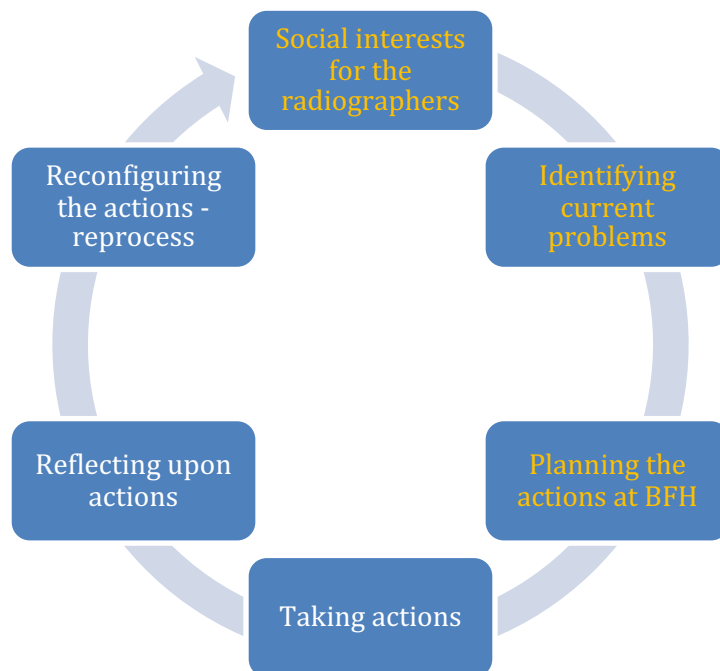 Social interests
for the
radiographers
Identifying
current
problems
Planning the
actions at BFH
Taking actions
Reflecting upon
actions
Reconfiguring
the actions -
reprocess